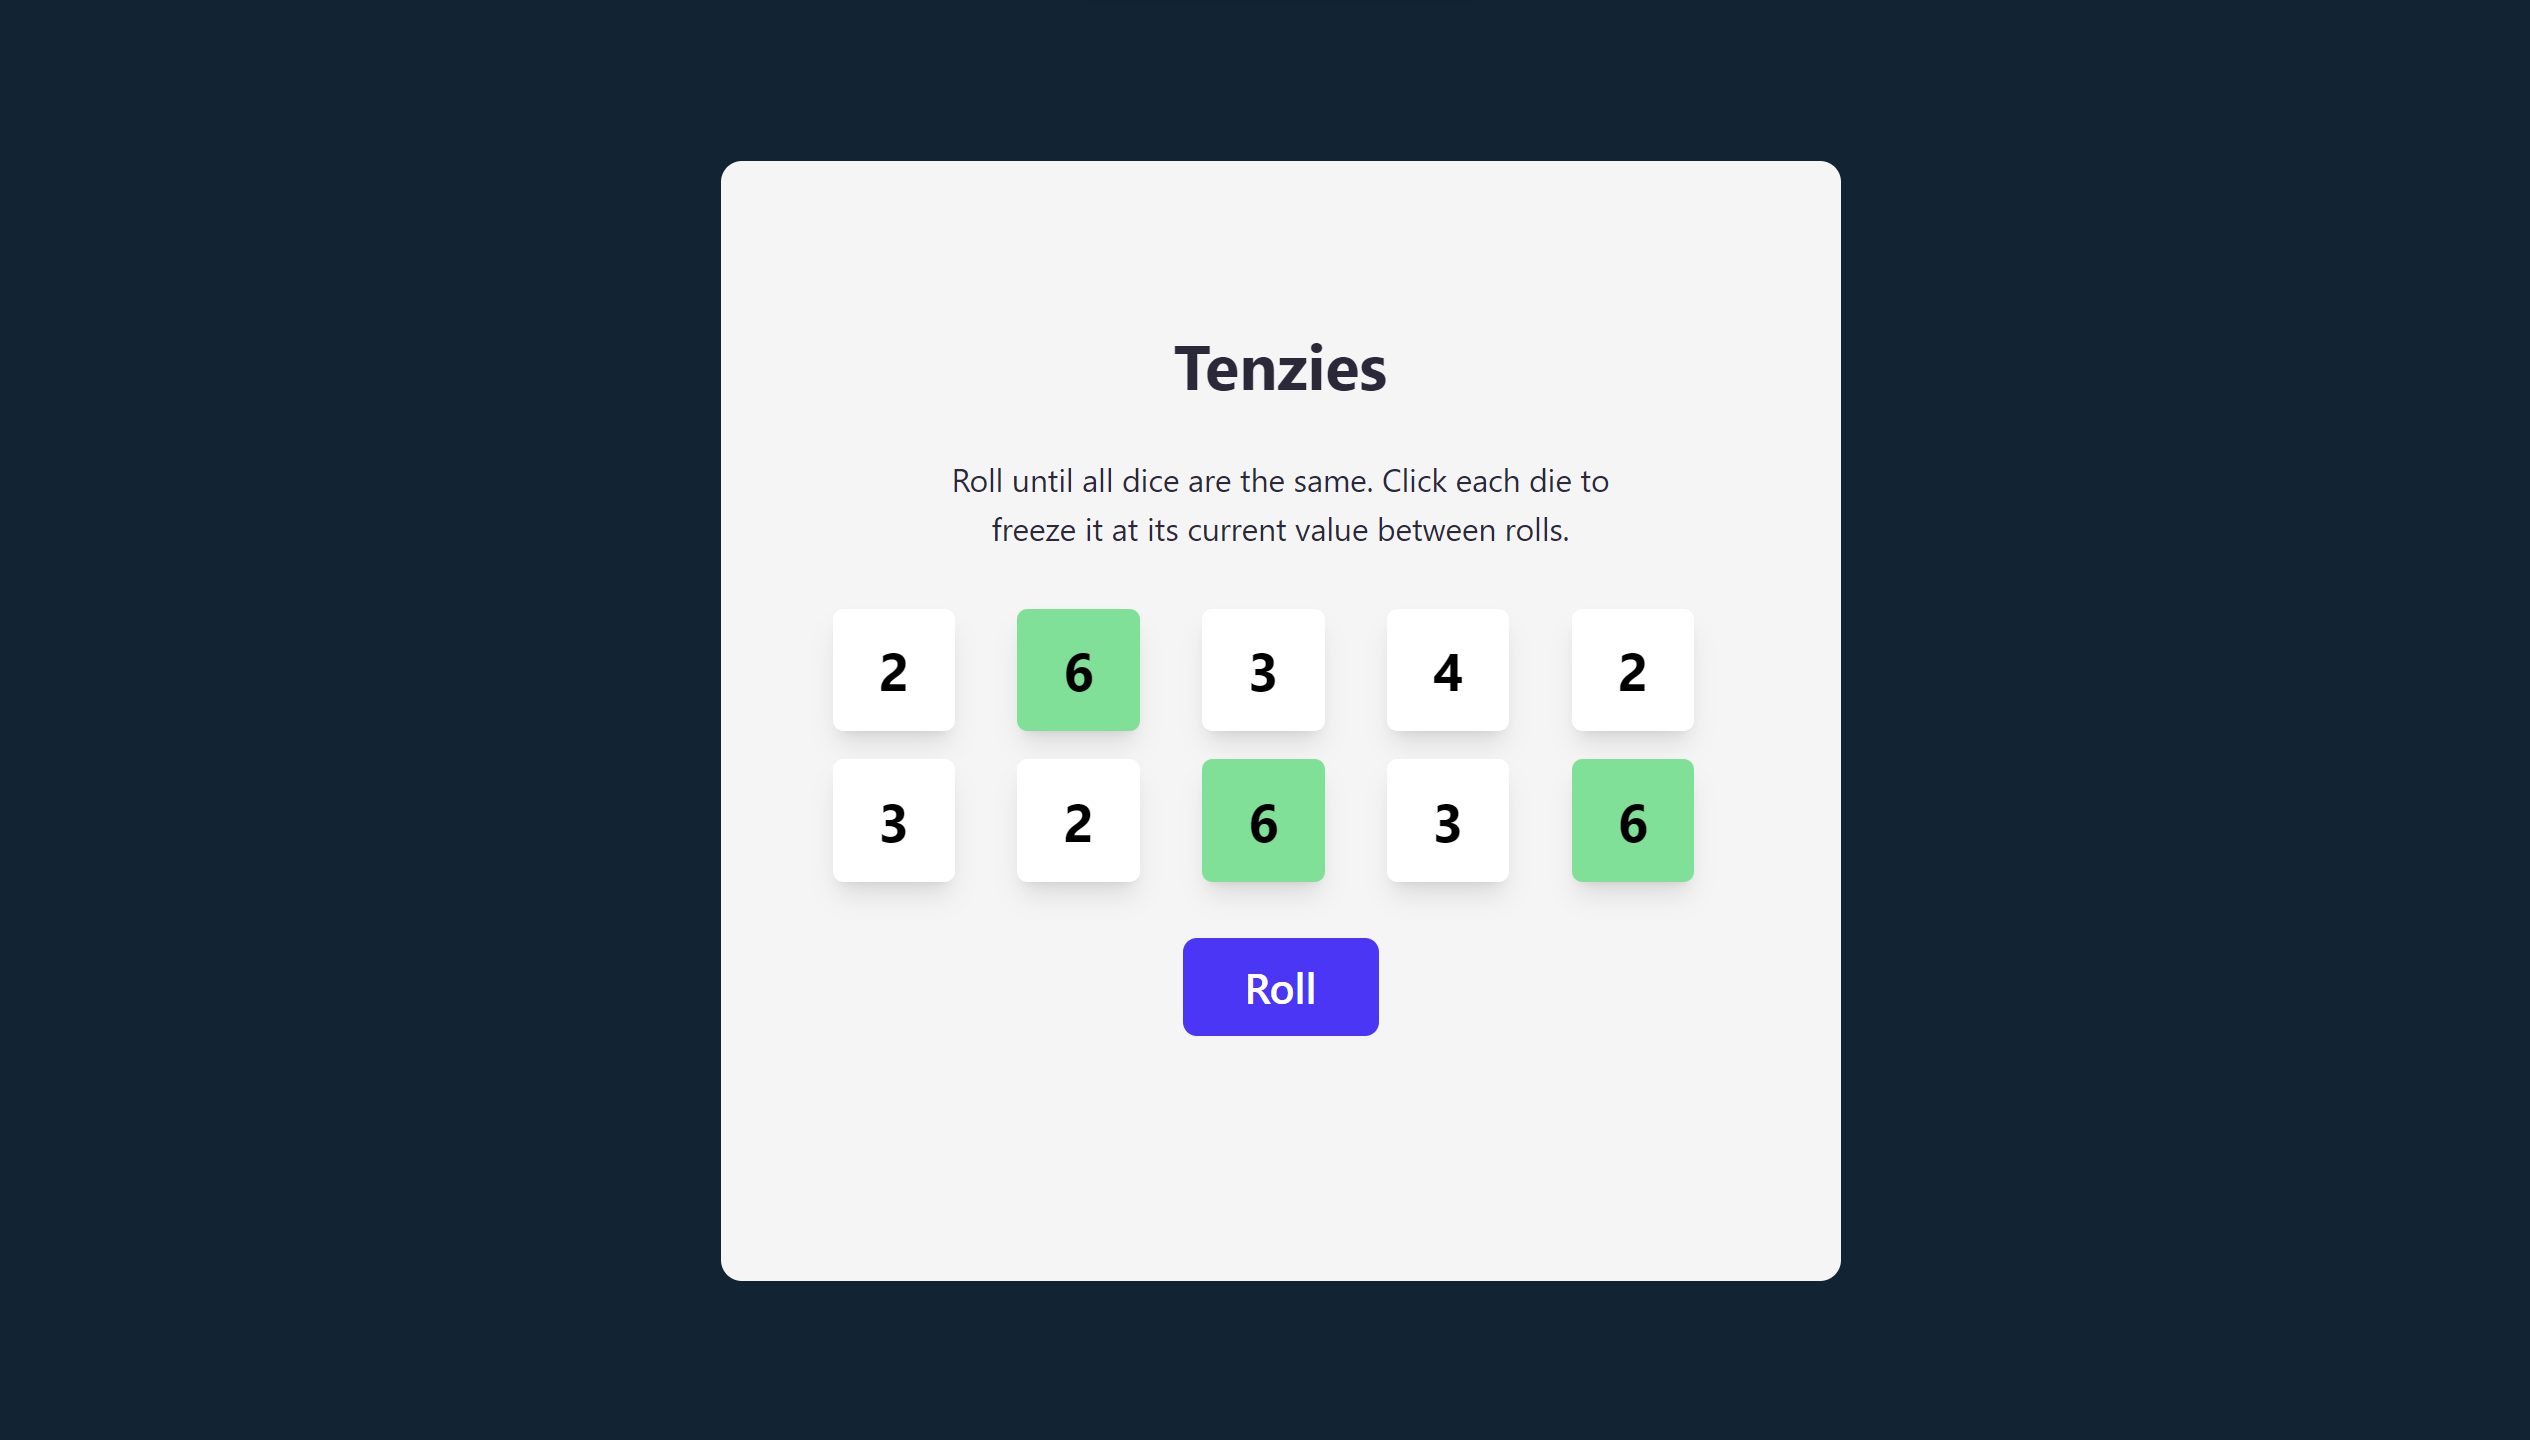 Tenzies
Roll until all dice are the same. Click each die to
freeze it at its current value between rolls.
2 6 3 4 2
3 2 6 3 6
Roll